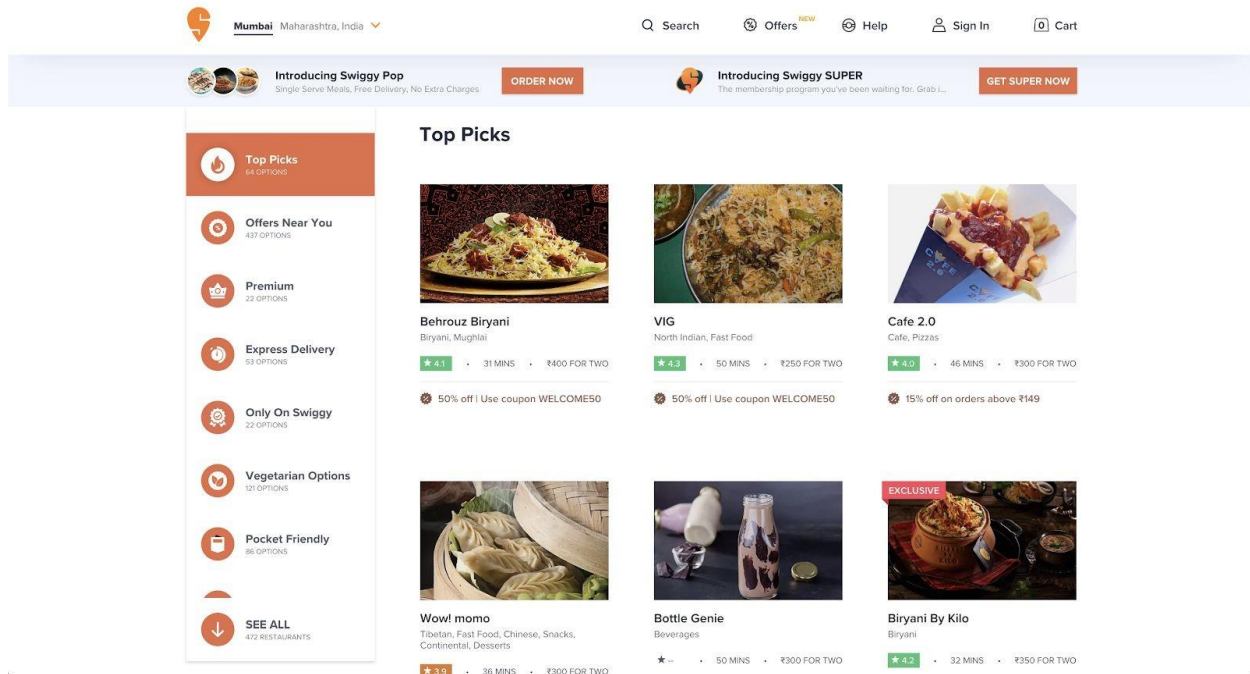 Mumbai Maharashtra, India
Search
Offers NEW
Help
Sign In
0 Cart
Introducing Swiggy Pop
Single Serve Meals, Free Delivery, No Extra Charges
ORDER NOW
Introducing Swiggy SUPER
The membership program you've been waiting for. Grab i...
GET SUPER NOW
Top Picks
64 OPTIONS
Offers Near You
437 OPTIONS
Premium
22 OPTIONS
Express Delivery
53 OPTIONS
Only On Swiggy
22 OPTIONS
Vegetarian Options
121 OPTIONS
Pocket Friendly
86 OPTIONS
SEE ALL
472 RESTAURANTS
Top Picks
Behrouz Biryani
Biryani, Mughlai
★ 4.1 • 31 MINS • ₹400 FOR TWO
50% off | Use coupon WELCOME50
VIG
North Indian, Fast Food
★ 4.3 • 50 MINS • ₹250 FOR TWO
50% off | Use coupon WELCOME50
CAFE
2.0
Cafe 2.0
Cafe, Pizzas
★ 4.0 • 46 MINS • ₹300 FOR TWO
15% off on orders above ₹149
Wow! momo
Tibetan, Fast Food, Chinese, Snacks,
Continental, Desserts
★ 3.9 • 36 MINS • ₹300 FOR TWO
Bottle Genie
Beverages
★ -- • 50 MINS • ₹300 FOR TWO
EXCLUSIVE
Biryani By Kilo
Biryani
★ 4.2 • 32 MINS • ₹350 FOR TWO